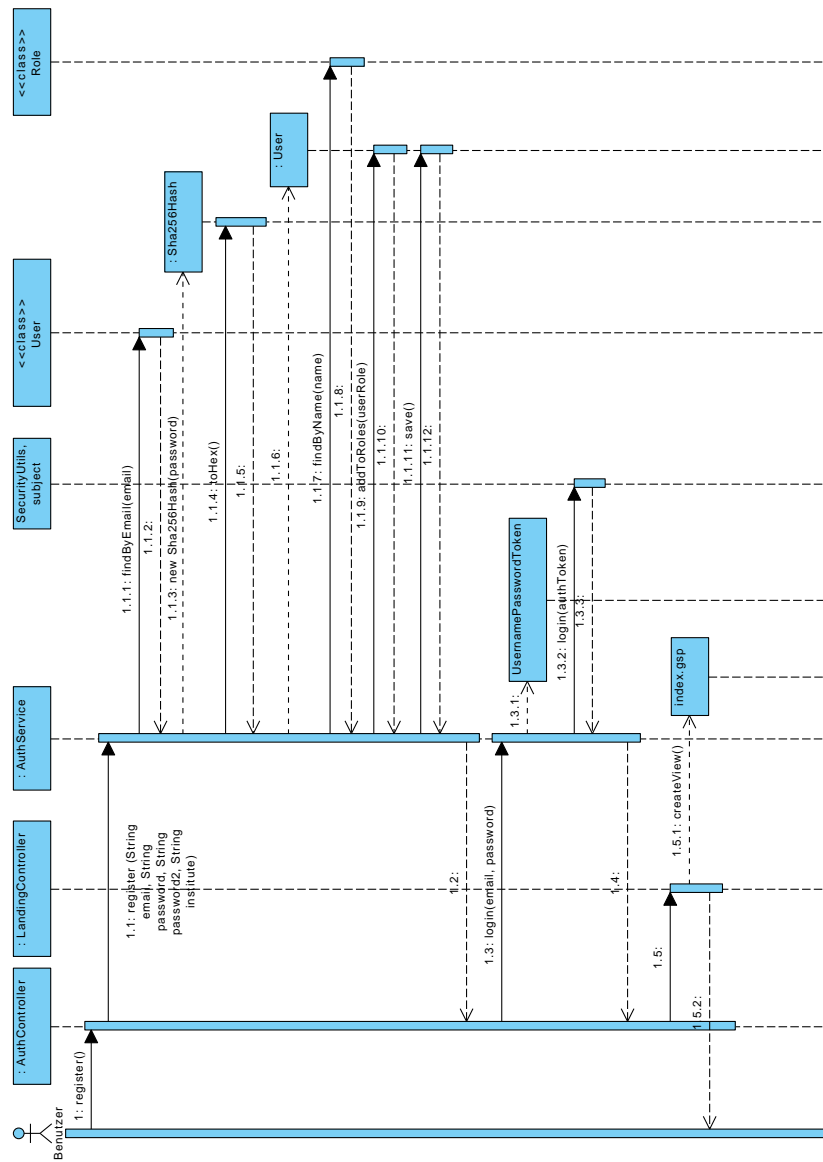 Benutzer
: AuthController
: LandingController
: AuthService
SecurityUtils,
subject
<<class>>
User
<<class>>
Role
1: register()
1.1: register (String
email, String
password, String
password2, String
institute)
1.1.1: findByEmail(email)
1.1.2:
1.1.3: new Sha256Hash(password)
: Sha256Hash
1.1.4: toHex()
1.1.5:
1.1.6:
: User
1.1.7: findByName(name)
1.1.8:
1.1.9: addToRoles(userRole)
1.1.10:
1.1.11: save()
1.1.12:
1.2:
1.3: login(email, password)
1.3.1:
UsernamePasswordToken
1.3.2: login(authToken)
1.3.3:
1.4:
1.5:
1.5.1: createView()
index.gsp
1.5.2: